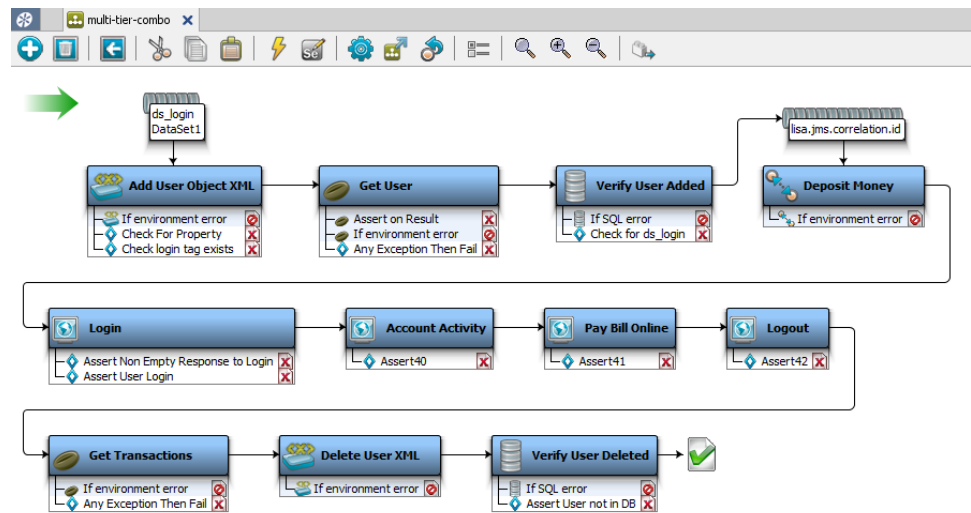 multi-tier-combo
ds_login
DataSet1
lisa.jms.correlation.id
Add User Object XML
If environment error
Check For Property
Check login tag exists
Get User
Assert on Result
If environment error
Any Exception Then Fail
Verify User Added
If SQL error
Check for ds_login
Deposit Money
If environment error
Login
Assert Non Empty Response to Login
Assert User Login
Account Activity
Assert40
Pay Bill Online
Assert41
Logout
Assert42
Get Transactions
If environment error
Any Exception Then Fail
Delete User XML
If environment error
Verify User Deleted
If SQL error
Assert User not in DB